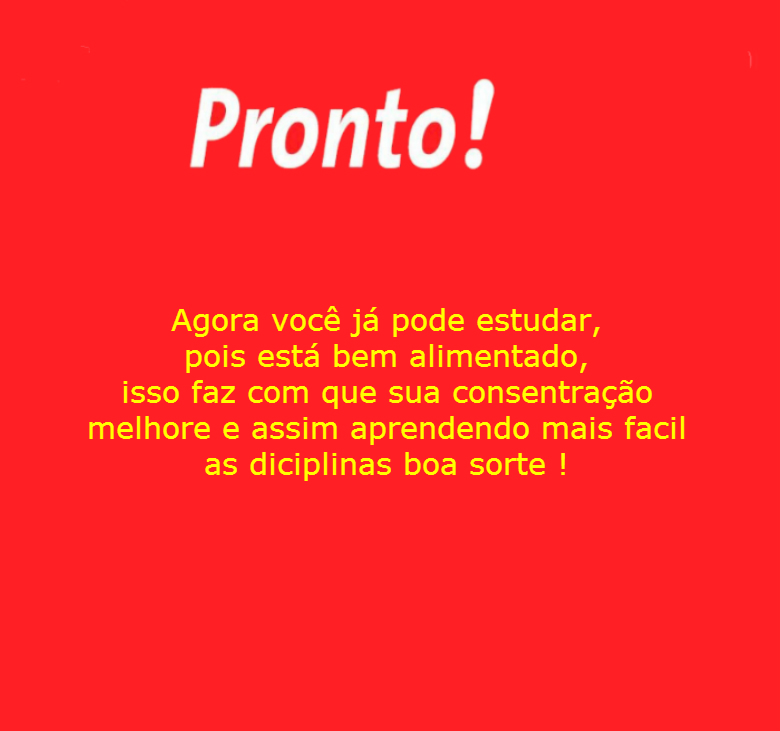 Pronto!
Agora você já pode estudar,
pois está bem alimentado,
isso faz com que sua consentração
melhore e assim aprendendo mais facil
as diciplinas boa sorte !